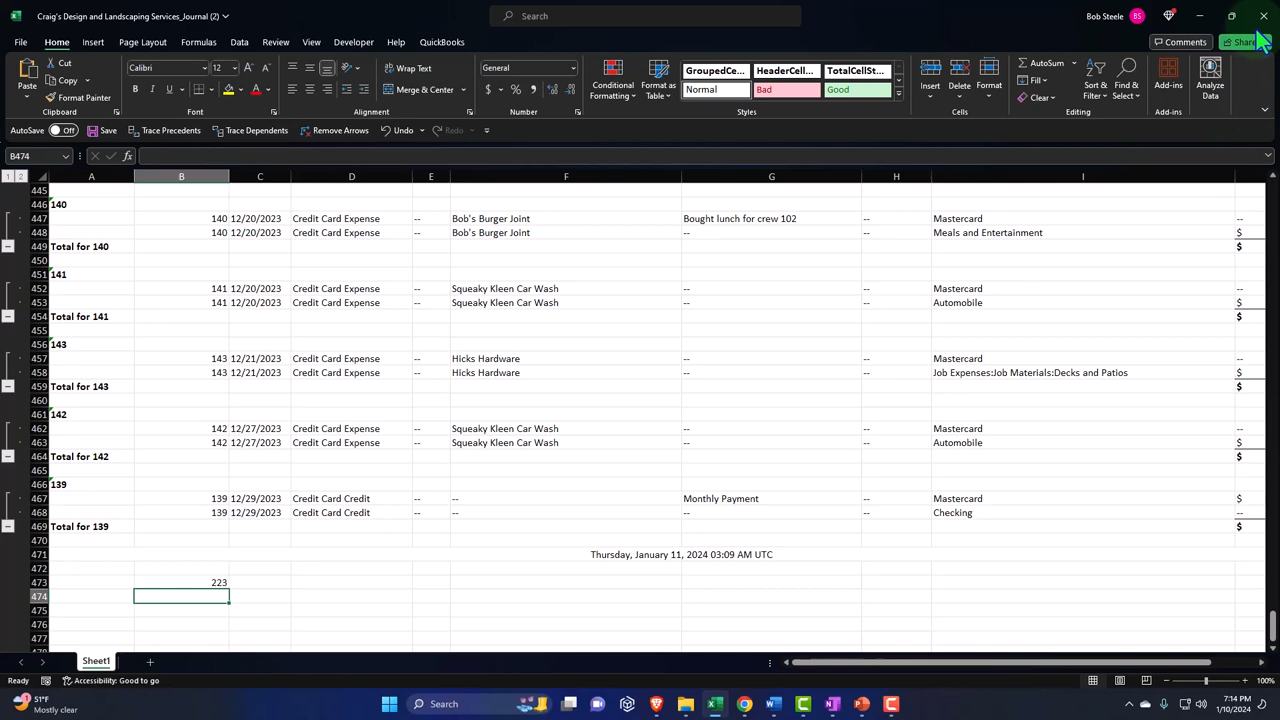 Craig's Design and Landscaping Services_Journal (2)
Search
Bob Steele
BS
File
Home
Insert
Page Layout
Formulas
Data
Review
View
Developer
Help
QuickBooks
Comments
Share
Paste
Cut
Copy
Format Painter
Clipboard
Calibri
12
Font
Wrap Text
Merge & Center
Alignment
General
Number
Conditional Formatting
Format as Table
GroupedCe...
HeaderCell...
TotalCellSt...
Normal
Bad
Good
Styles
Insert
Delete
Format
Cells
AutoSum
Fill
Clear
Sort & Filter
Find & Select
Editing
Add-ins
Add-ins
Analyze Data
AutoSave
Off
Save
Trace Precedents
Trace Dependents
Remove Arrows
Undo
Redo
B474
fx
1 2
A B C D E F G H I
445
446 140
447 140 12/20/2023 Credit Card Expense -- Bob's Burger Joint Bought lunch for crew 102 -- Mastercard --
448 140 12/20/2023 Credit Card Expense -- Bob's Burger Joint -- -- Meals and Entertainment $
449 Total for 140 $
450
451 141
452 141 12/20/2023 Credit Card Expense -- Squeaky Kleen Car Wash -- -- Mastercard --
453 141 12/20/2023 Credit Card Expense -- Squeaky Kleen Car Wash -- -- Automobile $
454 Total for 141 $
455
456 143
457 143 12/21/2023 Credit Card Expense -- Hicks Hardware -- -- Mastercard --
458 143 12/21/2023 Credit Card Expense -- Hicks Hardware -- -- Job Expenses:Job Materials:Decks and Patios $
459 Total for 143 $
460
461 142
462 142 12/27/2023 Credit Card Expense -- Squeaky Kleen Car Wash -- -- Mastercard --
463 142 12/27/2023 Credit Card Expense -- Squeaky Kleen Car Wash -- -- Automobile $
464 Total for 142 $
465
466 139
467 139 12/29/2023 Credit Card Credit -- -- Monthly Payment -- Mastercard $
468 139 12/29/2023 Credit Card Credit -- -- -- -- Checking --
469 Total for 139 $
470
471 Thursday, January 11, 2024 03:09 AM UTC
472
473 223
474
475
476
477
Sheet1
Ready
Accessibility: Good to go
100%
51°F
Mostly clear
Search
7:14 PM
1/10/2024